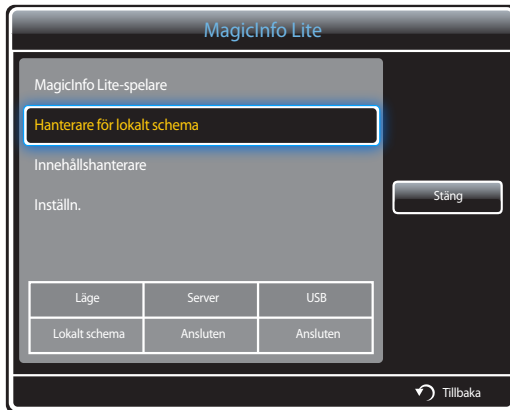 MagicInfo Lite
MagicInfo Lite-spelare
Hanterare för lokalt schema
Innehållshanterare
Inställn.
Stäng
Läge Server USB
Lokalt schema Ansluten Ansluten
Tillbaka